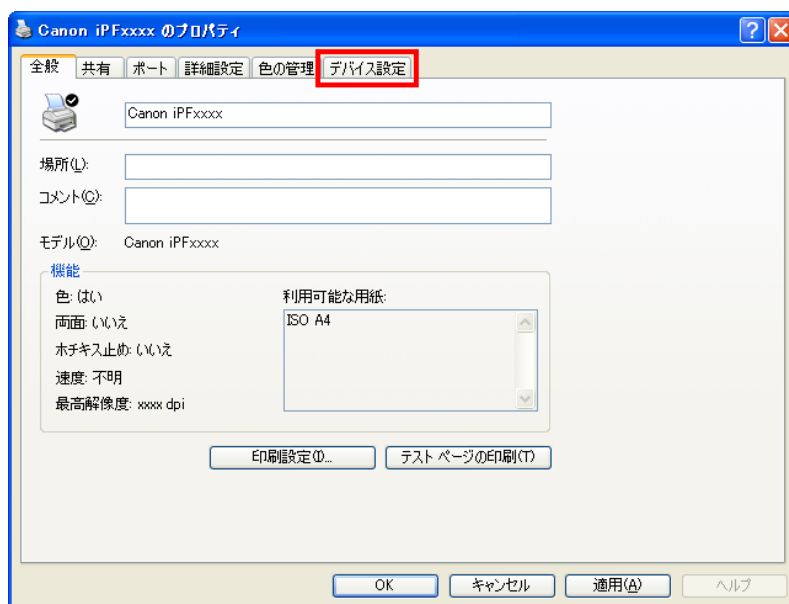 Canon iPFxxxx のプロパティ
全般 共有 ポート 詳細設定 色の管理 デバイス設定
Canon iPFxxxx
場所(L):
コメント(C):
モデル(O): Canon iPFxxxx
機能
色: はい
両面: いいえ
ホチキス止め: いいえ
速度: 不明
最高解像度: xxxx dpi
利用可能な用紙:
ISO A4
印刷設定(I)... テスト ページの印刷(T)
OK キャンセル 適用(A) ヘルプ